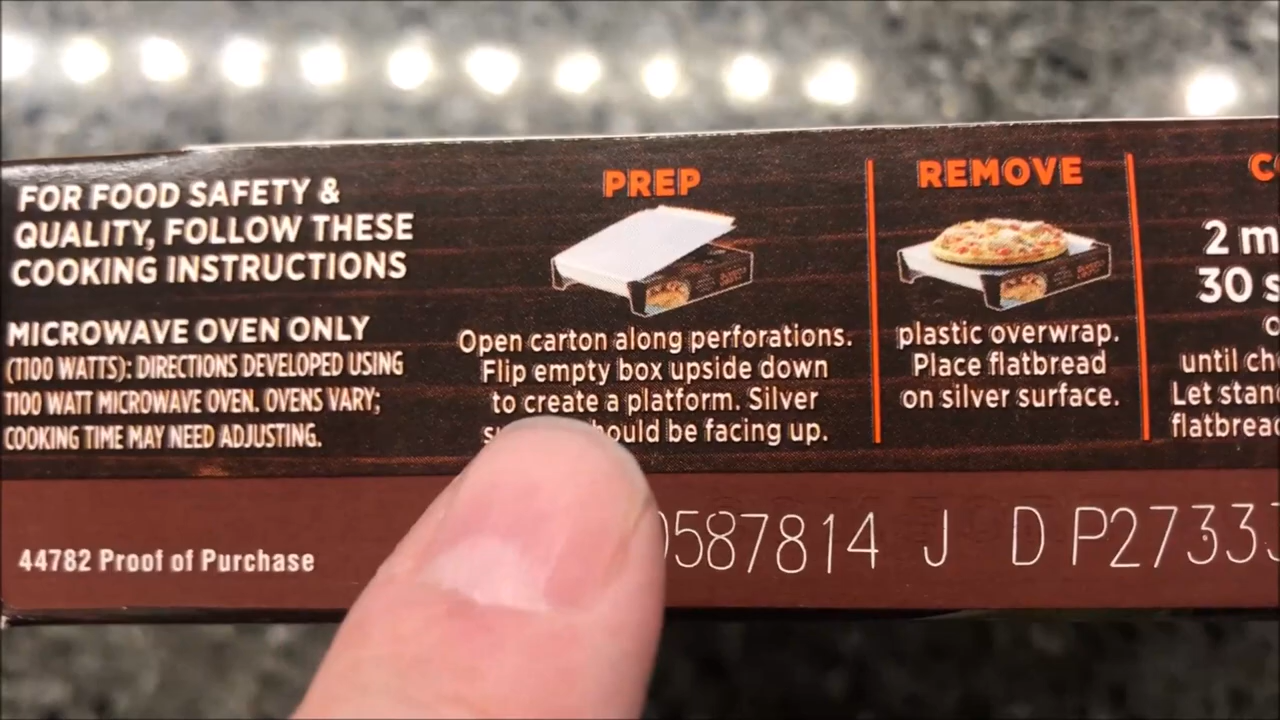 FOR FOOD SAFETY &
QUALITY, FOLLOW THESE
COOKING INSTRUCTIONS
MICROWAVE OVEN ONLY
(1100 WATTS): DIRECTIONS DEVELOPED USING
1100 WATT MICROWAVE OVEN. OVENS VARY;
COOKING TIME MAY NEED ADJUSTING.
PREP
Open carton along perforations.
Flip empty box upside down
to create a platform. Silver
should be facing up.
REMOVE
plastic overwrap.
Place flatbread
on silver surface.
2 m
30 s
until ch
Let stan
flatbread
44782 Proof of Purchase
587814 J D P2733